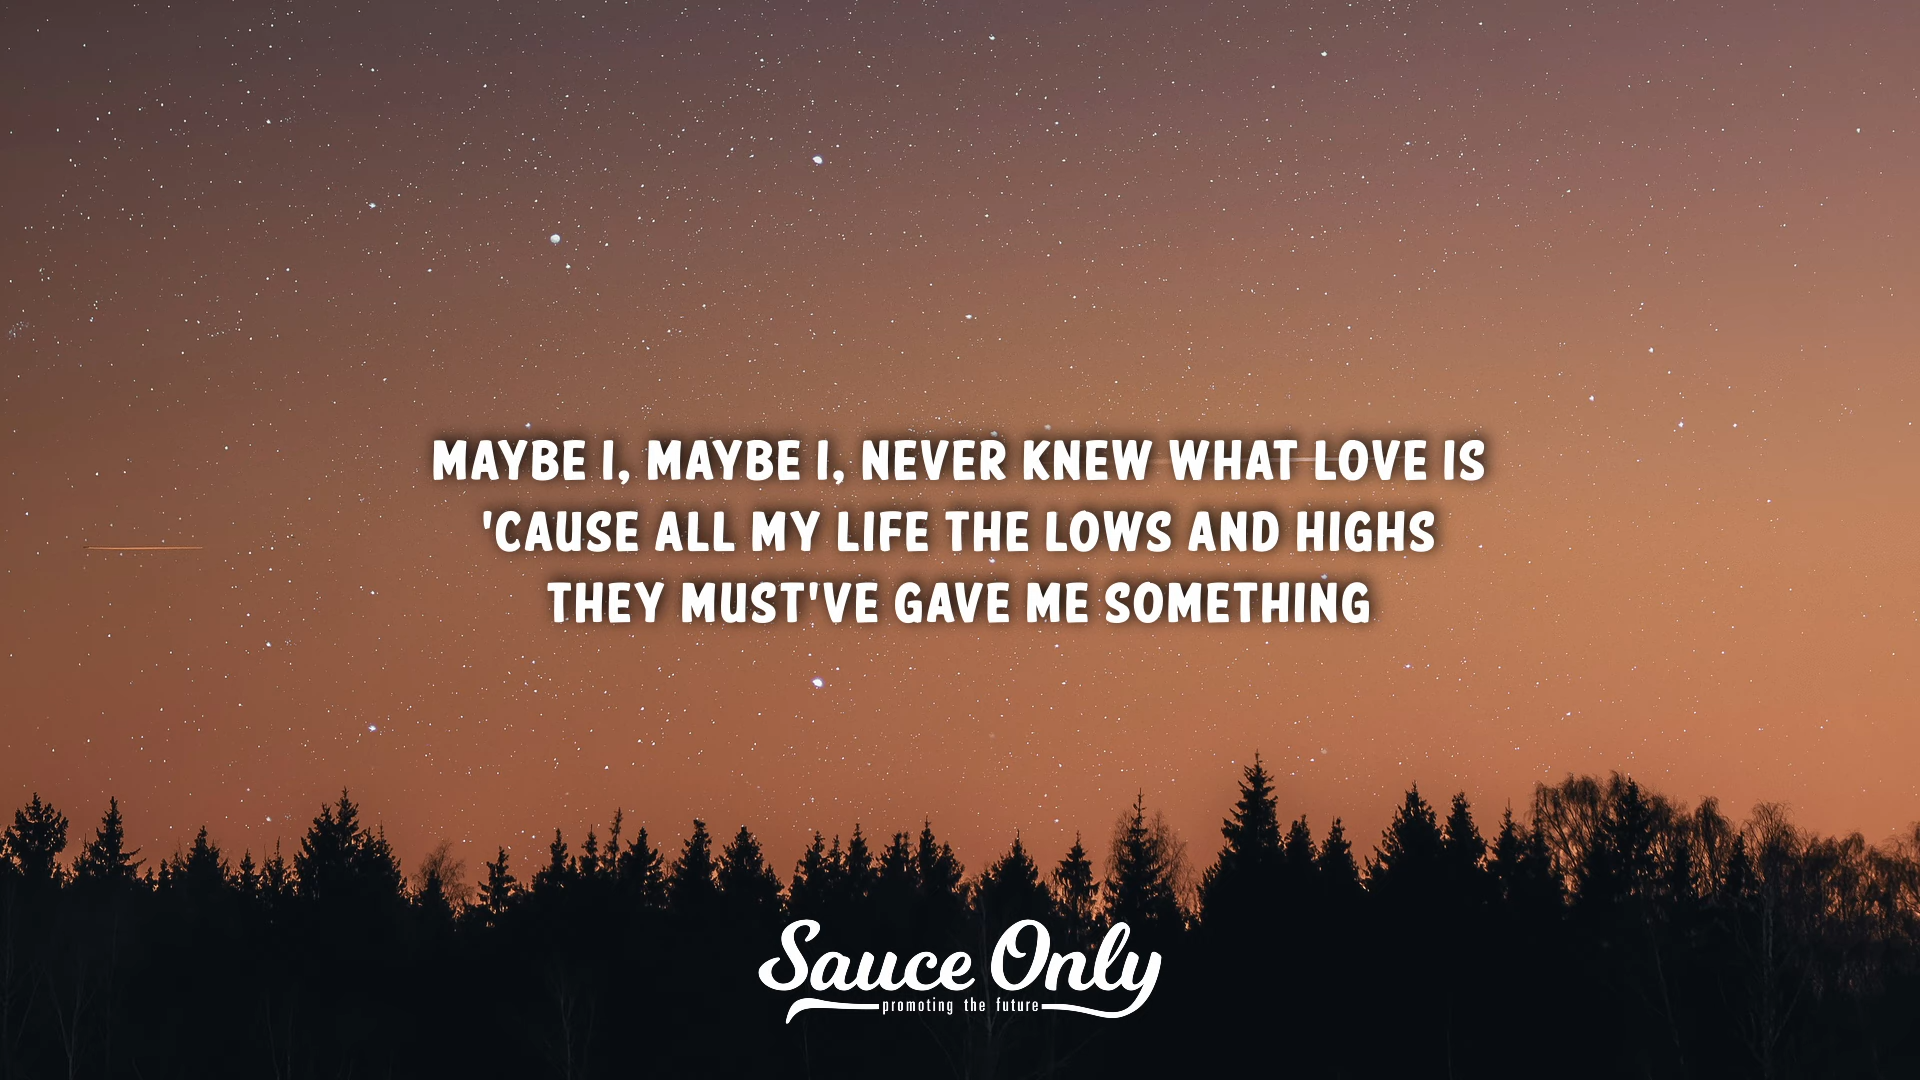 MAYBE I, MAYBE I, NEVER KNEW WHAT LOVE IS
'CAUSE ALL MY LIFE THE LOWS AND HIGHS
THEY MUST'VE GAVE ME SOMETHING
Sauce Only
promoting the future